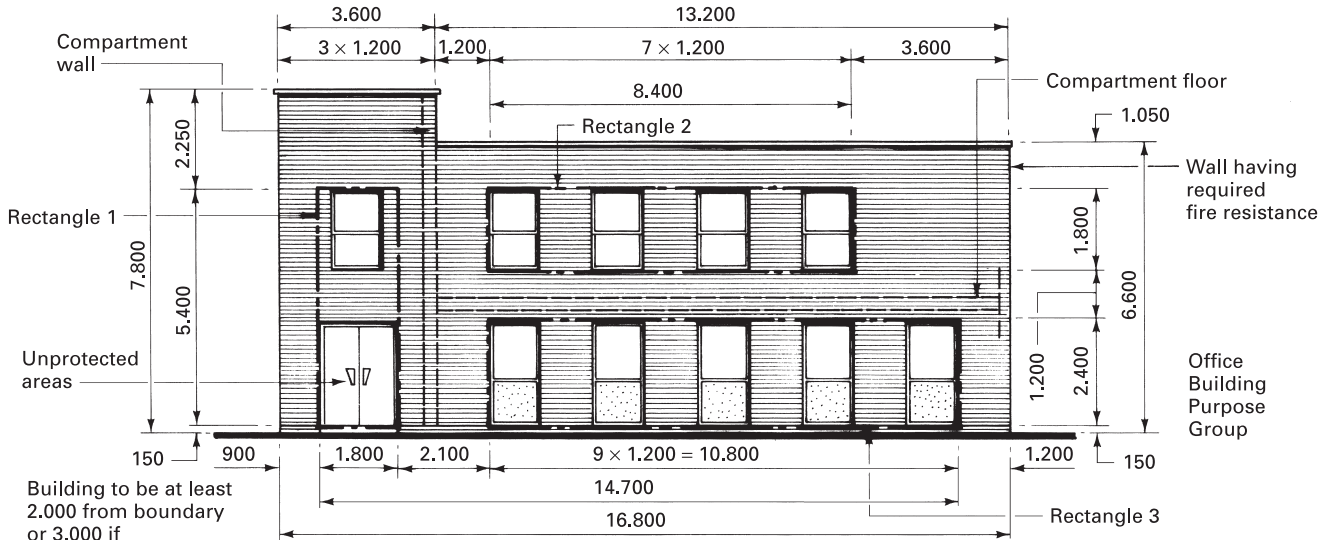 3.600
13.200
Compartment
wall
3 × 1.200
1.200
7 × 1.200
3.600
Compartment floor
8.400
1.050
Rectangle 2
2.250
Wall having
required
fire resistance
Rectangle 1
7.800
5.400
1.800
6.600
Unprotected
areas
1.200
2.400
Office
Building
Purpose
Group
150
900
1.800
2.100
9 × 1.200 = 10.800
1.200
150
Building to be at least
2.000 from boundary
or 3.000 if
14.700
16.800
Rectangle 3